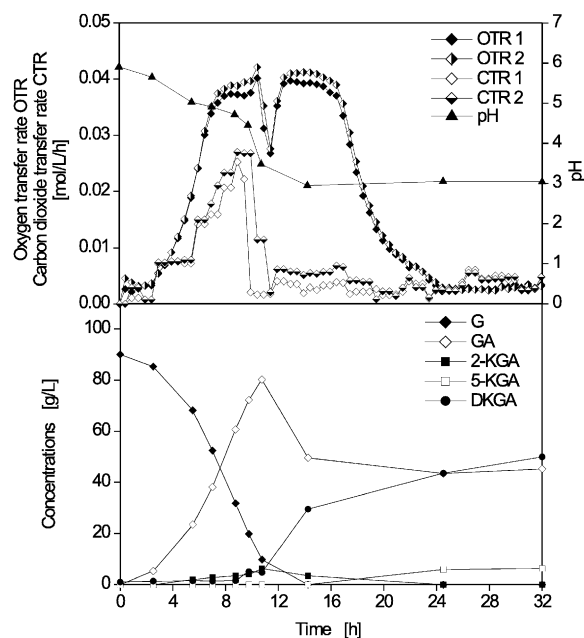 Oxygen transfer rate OTR
Carbon dioxide transfer rate CTR
[mol/L/h]
0.05
0.04
0.03
0.02
0.01
0.00
OTR 1
OTR 2
CTR 1
CTR 2
pH
7
6
5
4
3
2
1
0
pH
Concentrations [g/L]
100
80
60
40
20
0
G
GA
2-KGA
5-KGA
DKGA
0 4 8 12 16 20 24 28 32
Time [h]